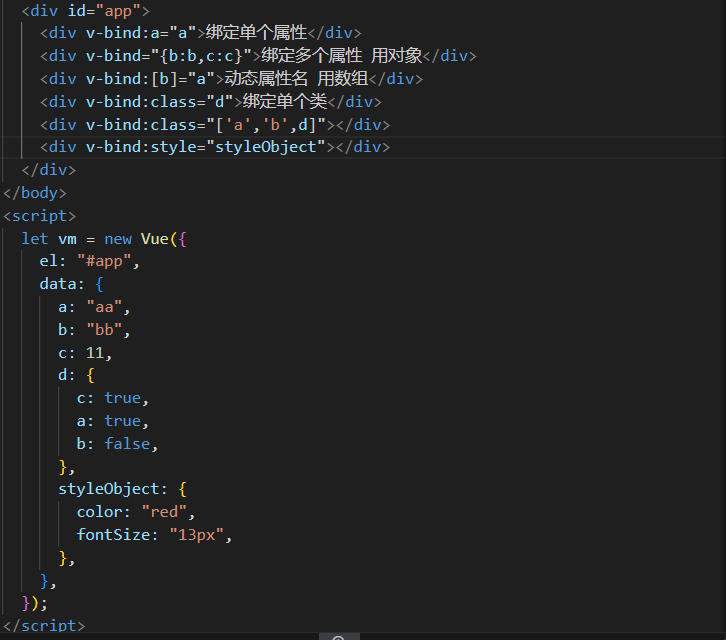 <div id="app">
<div v-bind:a="a">绑定单个属性</div>
<div v-bind="{b:b,c:c}">绑定多个属性 用对象</div>
<div v-bind:[b]="a">动态属性名 用数组</div>
<div v-bind:class="d">绑定单个类</div>
<div v-bind:class="['a','b',d]"></div>
<div v-bind:style="styleObject"></div>
</div>
</body>
<script>
let vm = new Vue({
el: "#app",
data: {
a: "aa",
b: "bb",
c: 11,
d: {
c: true,
a: true,
b: false,
},
styleObject: {
color: "red",
fontSize: "13px",
},
},
});
</script>